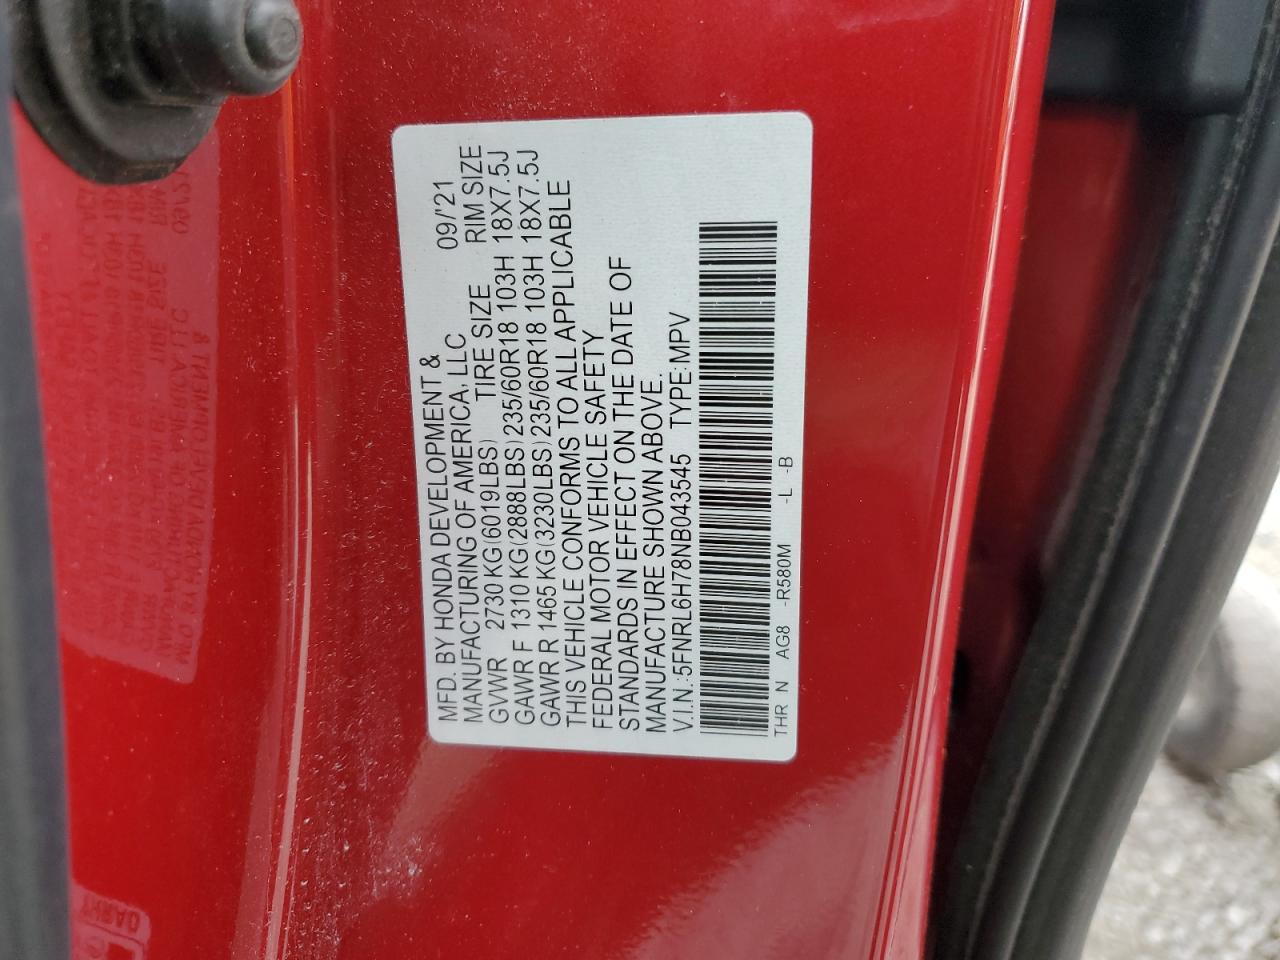 MFD. BY HONDA DEVELOPMENT &
MANUFACTURING OF AMERICA, LLC 09/'21
GVWR 2730 KG(6019LBS) TIRE SIZE RIM SIZE
GAWR F 1310 KG(2888LBS)235/60R18 103H 18X7.5J
GAWR R 1465 KG(3230LBS)235/60R18 103H 18X7.5J
THIS VEHICLE CONFORMS TO ALL APPLICABLE
FEDERAL MOTOR VEHICLE SAFETY
STANDARDS IN EFFECT ON THE DATE OF
MANUFACTURE SHOWN ABOVE.
V.I.N.:5FNRL6H78NB043545 TYPE:MPV
THR N AG8 -R580M -L -B